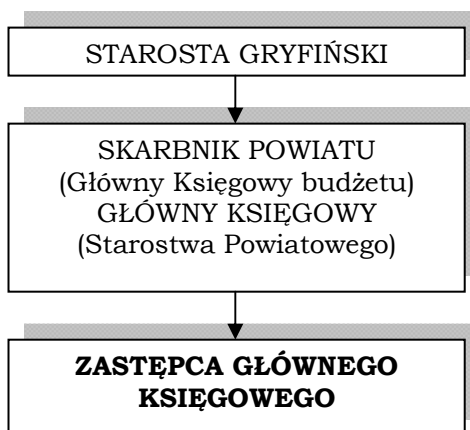 STAROSTA GRYFIŃSKI
SKARBNIK POWIATU
(Główny Księgowy budżetu)
GŁÓWNY KSIĘGOWY
(Starostwa Powiatowego)
ZASTĘPCA GŁÓWNEGO
KSIĘGOWEGO